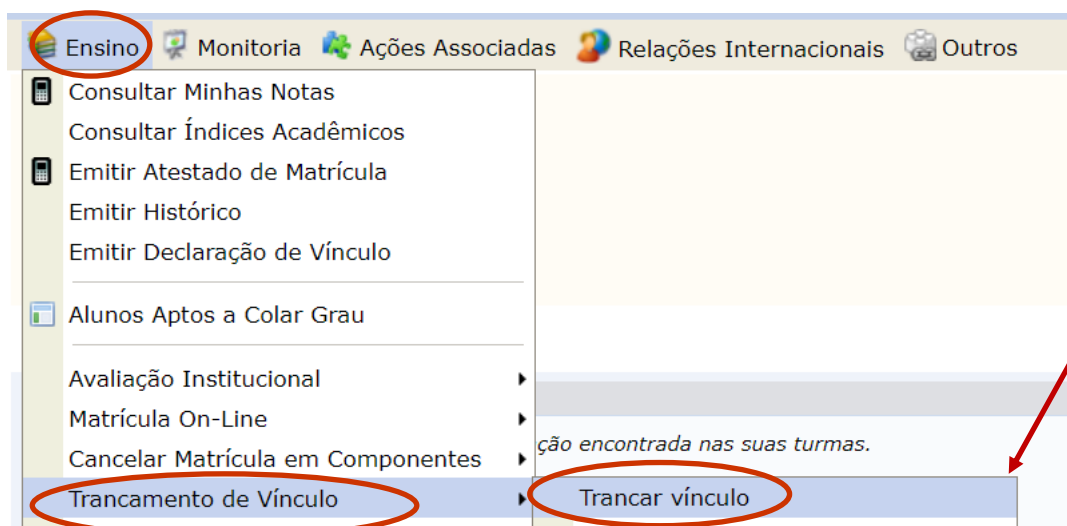 Ensino Monitoria Ações Associadas Relações Internacionais Outros
Consultar Minhas Notas
Consultar Índices Acadêmicos
Emitir Atestado de Matrícula
Emitir Histórico
Emitir Declaração de Vínculo
Alunos Aptos a Colar Grau
Avaliação Institucional
Matrícula On-Line
ção encontrada nas suas turmas.
Cancelar Matrícula em Componentes
Trancamento de Vínculo Trancar vínculo